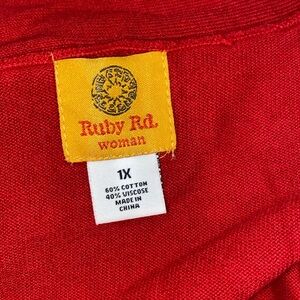 Ruby Rd.
woman
1X
60% COTTON
40% VISCOSE
MADE IN
CHINA